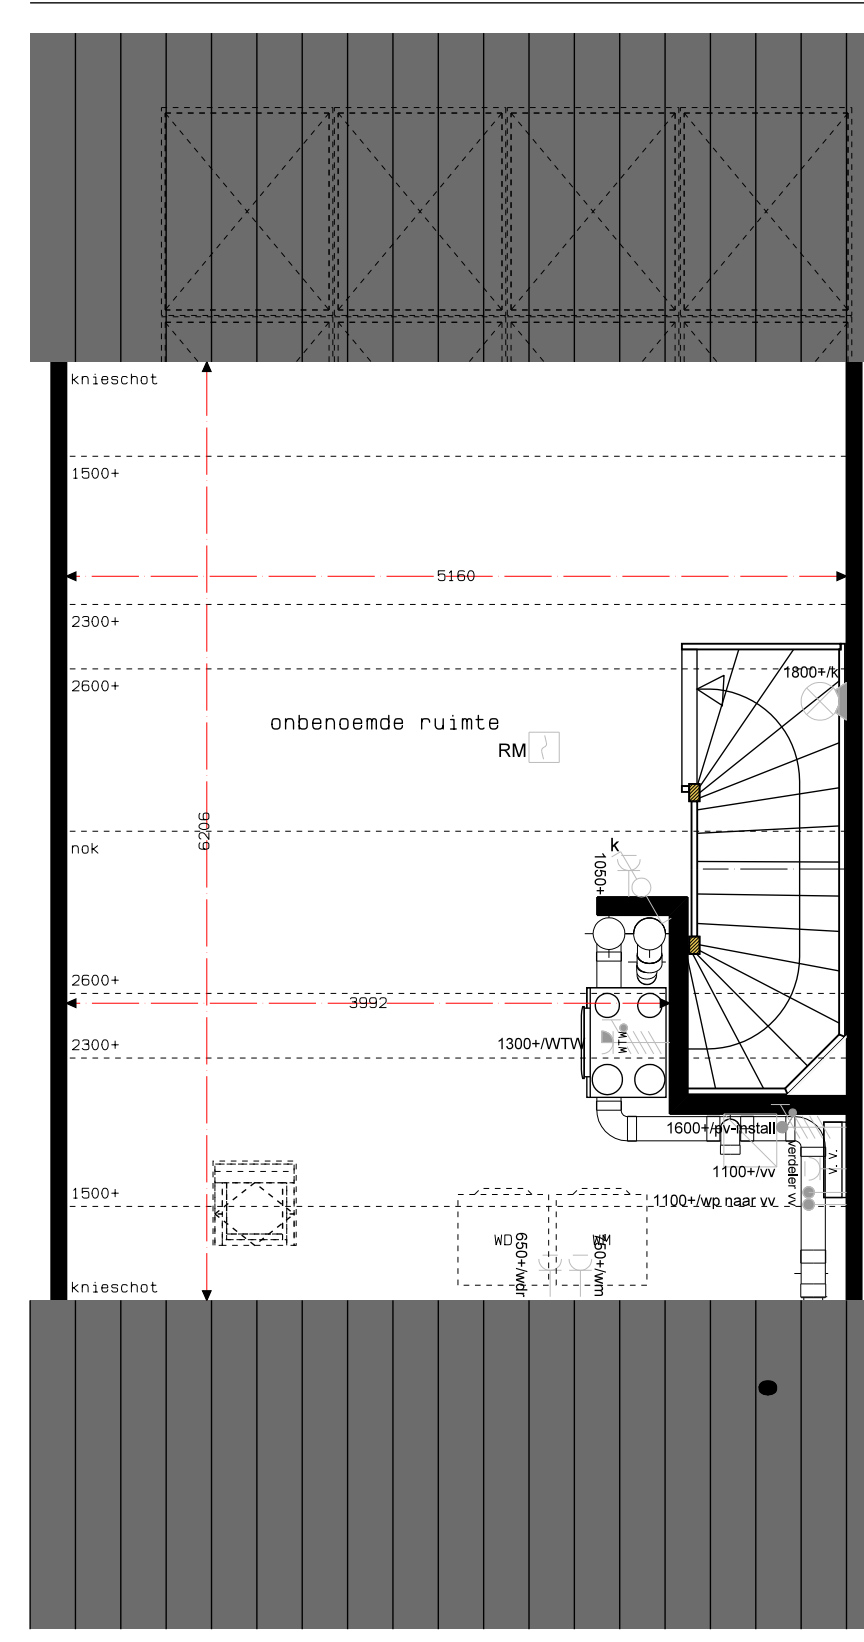 knieschot
1500+
5160
2300+
2600+
1800+/k
onbenoemde ruimte
RM
6206
nok
k
1050+
2600+
3992
2300+
1300+/WTW
WTW
1600+/pv-install
verdeler vv
v.v.
1100+/vv
1500+
1100+/wp naar vv
WD
650+/wdr
WM
650+/wm
knieschot